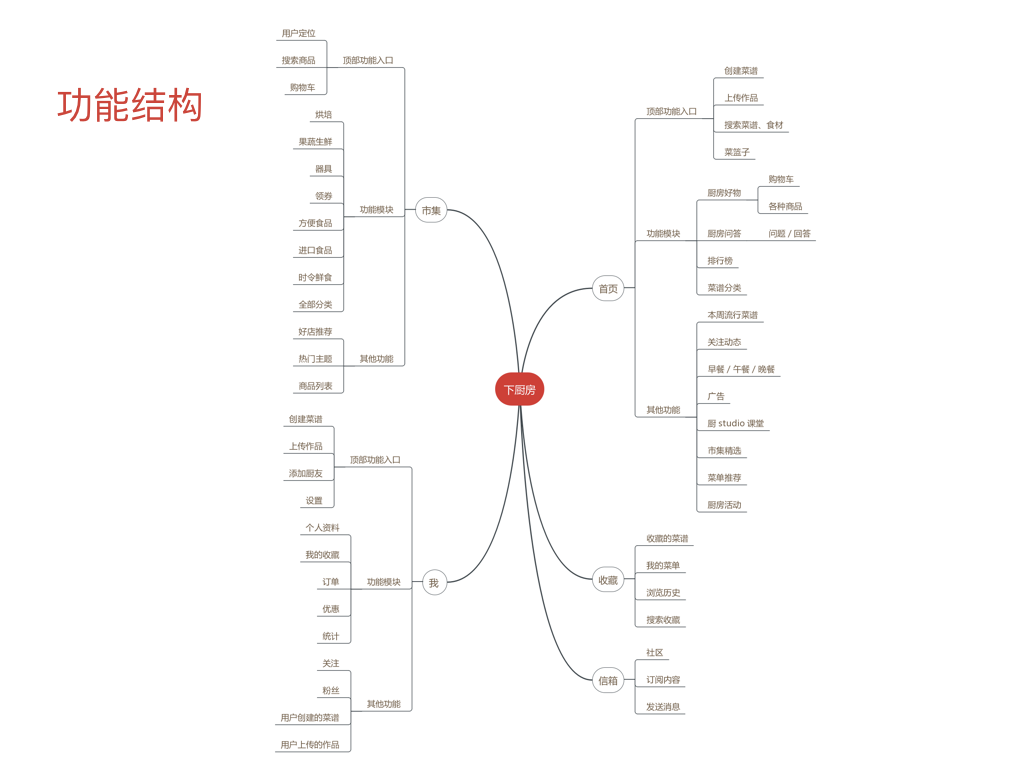 功能结构
下厨房
市集
顶部功能入口
用户定位
搜索商品
购物车
功能模块
烘培
果蔬生鲜
器具
领券
方便食品
进口食品
时令鲜食
全部分类
其他功能
好店推荐
热门主题
商品列表
我
顶部功能入口
创建菜谱
上传作品
添加厨友
设置
功能模块
个人资料
我的收藏
订单
优惠
统计
其他功能
关注
粉丝
用户创建的菜谱
用户上传的作品
首页
顶部功能入口
创建菜谱
上传作品
搜索菜谱、食材
菜篮子
功能模块
厨房好物
购物车
各种商品
厨房问答
问题 / 回答
排行榜
菜谱分类
其他功能
本周流行菜谱
关注动态
早餐 / 午餐 / 晚餐
广告
厨 studio 课堂
市集精选
菜单推荐
厨房活动
收藏
收藏的菜谱
我的菜单
浏览历史
搜索收藏
信箱
社区
订阅内容
发送消息